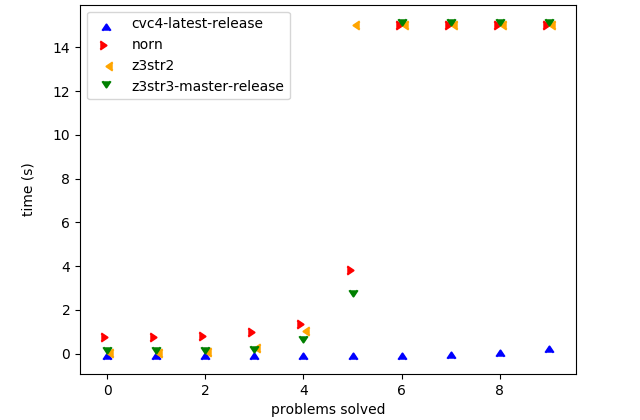 cvc4-latest-release
norn
z3str2
z3str3-master-release
time (s)
14
12
10
8
6
4
2
0
0 2 4 6 8
problems solved